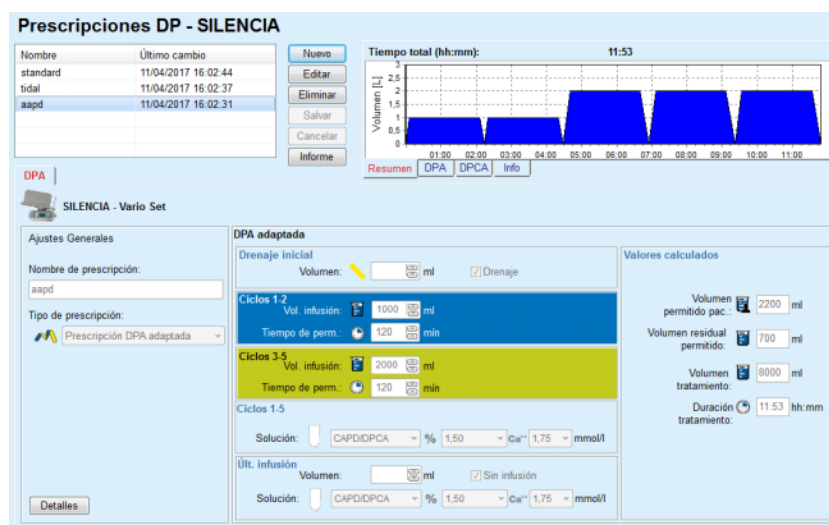 Prescripciones DP - SILENCIA
Nombre Último cambio
standard 11/04/2017 16:02:44
tidal 11/04/2017 16:02:37
aapd 11/04/2017 16:02:31
Nuevo
Editar
Eliminar
Salvar
Cancelar
Informe
Tiempo total (hh:mm): 11:53
Volumen [L]
3
2,5
2
1,5
1
0,5
0
01:00 02:00 03:00 04:00 05:00 06:00 07:00 08:00 09:00 10:00 11:00
Resumen DPA DPCA Info
DPA
SILENCIA - Vario Set
Ajustes Generales
Nombre de prescripción:
aapd
Tipo de prescripción:
Prescripción DPA adaptada
Detalles
DPA adaptada
Drenaje inicial
Volumen: ml Drenaje
Ciclos 1-2
Vol. infusión: 1000 ml
Tiempo de perm.: 120 min
Ciclos 3-5
Vol. infusión: 2000 ml
Tiempo de perm.: 120 min
Ciclos 1-5
Solución: CAPD/DPCA % 1,50 Ca++ 1,75 mmol/l
Últ. infusión
Volumen: ml Sin infusión
Solución: CAPD/DPCA % 1,50 Ca++ 1,75 mmol/l
Valores calculados
Volumen
permitido pac.: 2200 ml
Volumen residual
permitido: 700 ml
Volumen
tratamiento: 8000 ml
Duración
tratamiento: 11:53 hh:mm